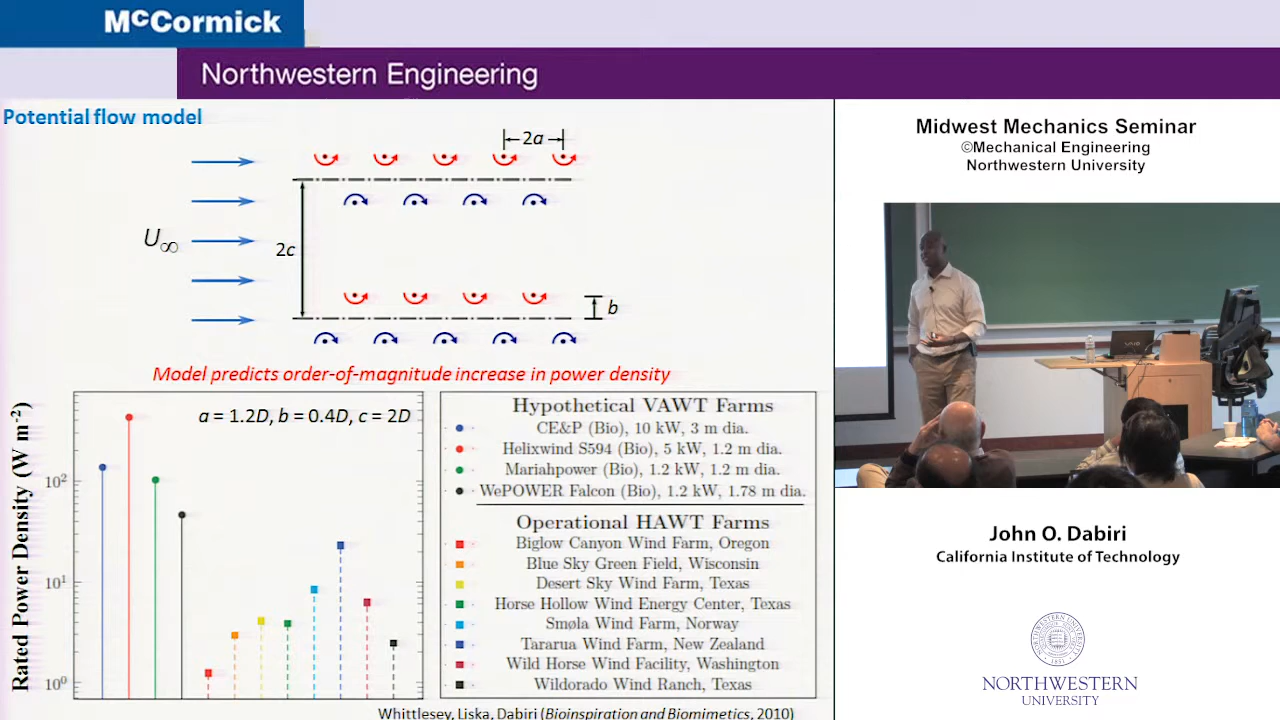 McCormick
Northwestern Engineering
Potential flow model
2a
U∞
2c
b
Model predicts order-of-magnitude increase in power density
Rated Power Density (W m-2)
10²
10¹
10⁰
a = 1.2D, b = 0.4D, c = 2D
Hypothetical VAWT Farms
CE&P (Bio), 10 kW, 3 m dia.
Helixwind S594 (Bio), 5 kW, 1.2 m dia.
Mariahpower (Bio), 1.2 kW, 1.2 m dia.
WePOWER Falcon (Bio), 1.2 kW, 1.78 m dia.
Operational HAWT Farms
Biglow Canyon Wind Farm, Oregon
Blue Sky Green Field, Wisconsin
Desert Sky Wind Farm, Texas
Horse Hollow Wind Energy Center, Texas
Smøla Wind Farm, Norway
Tararua Wind Farm, New Zealand
Wild Horse Wind Facility, Washington
Wildorado Wind Ranch, Texas
Whittlesey, Liska, Dabiri (Bioinspiration and Biomimetics, 2010)
Midwest Mechanics Seminar
©Mechanical Engineering
Northwestern University
VAIO
John O. Dabiri
California Institute of Technology
NORTHWESTERN
UNIVERSITY